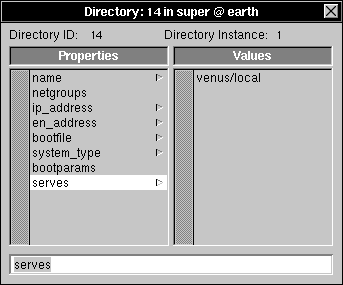 Directory: 14 in super @ earth
Directory ID: 14 Directory Instance: 1
Properties Values
name venus/local
netgroups
ip_address
en_address
bootfile
system_type
bootparams
serves
serves